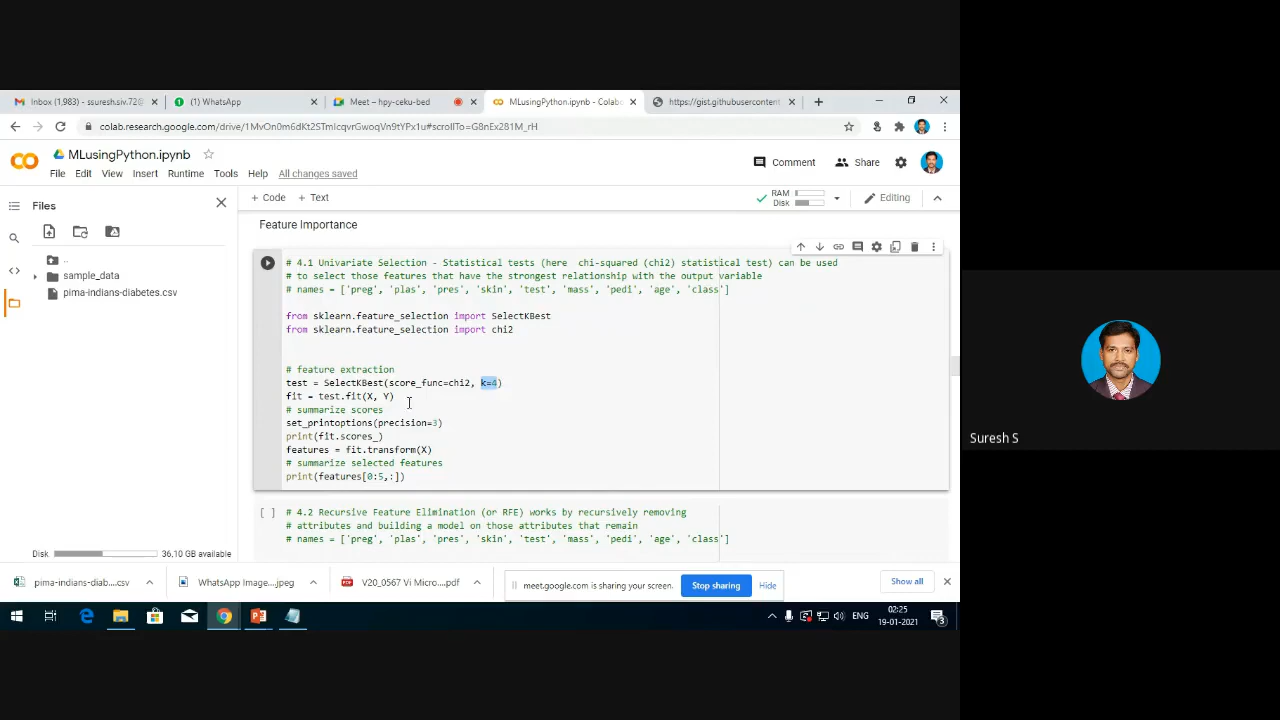 Inbox (1,983) - ssuresh.siv.72@
(1) WhatsApp
Meet – hpy-ceku-bed
MLusingPython.ipynb - Colab
https://gist.githubusercontent
colab.research.google.com/drive/1MvOn0m6dKt2STmIcqvrGwoqVn9tYPx1u#scrollTo=G8nEx281M_rH
MLusingPython.ipynb
Comment
Share
File Edit View Insert Runtime Tools Help All changes saved
+ Code + Text
RAM
Disk
Editing
Files
..
sample_data
pima-indians-diabetes.csv
Disk
36.10 GB available
Feature Importance
# 4.1 Univariate Selection - Statistical tests (here  chi-squared (chi2) statistical test) can be used
# to select those features that have the strongest relationship with the output variable
# names = ['preg', 'plas', 'pres', 'skin', 'test', 'mass', 'pedi', 'age', 'class']
from sklearn.feature_selection import SelectKBest
from sklearn.feature_selection import chi2
# feature extraction
test = SelectKBest(score_func=chi2, k=4)
fit = test.fit(X, Y)
# summarize scores
set_printoptions(precision=3)
print(fit.scores_)
features = fit.transform(X)
# summarize selected features
print(features[0:5,:])
[ ]
# 4.2 Recursive Feature Elimination (or RFE) works by recursively removing
# attributes and building a model on those attributes that remain
# names = ['preg', 'plas', 'pres', 'skin', 'test', 'mass', 'pedi', 'age', 'class']
pima-indians-diab....csv
WhatsApp Image....jpeg
V20_0567 Vi Micro....pdf
meet.google.com is sharing your screen.
Stop sharing
Hide
Show all
ENG
02:25
19-01-2021
3
Suresh S